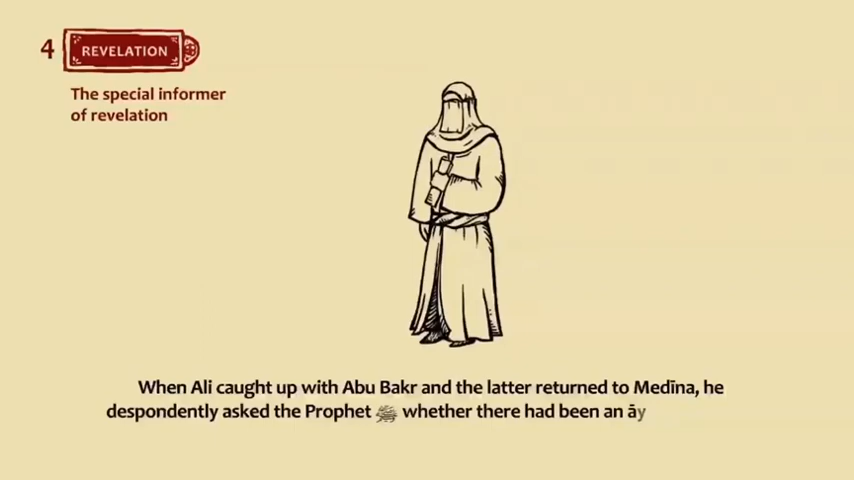 4 REVELATION
The special informer
of revelation
When Ali caught up with Abu Bakr and the latter returned to Medīna, he
despondently asked the Prophet ﷺ whether there had been an āy